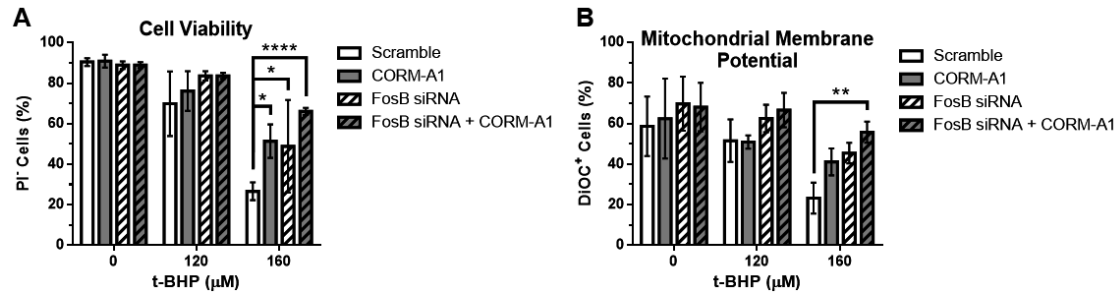 A
Cell Viability
PI- Cells (%)
100
80
60
40
20
0
****
*
*
0
120
160
t-BHP (μM)
Scramble
CORM-A1
FosB siRNA
FosB siRNA + CORM-A1
B
Mitochondrial Membrane
Potential
DiOC+ Cells (%)
100
80
60
40
20
0
**
0
120
160
t-BHP (μM)
Scramble
CORM-A1
FosB siRNA
FosB siRNA + CORM-A1